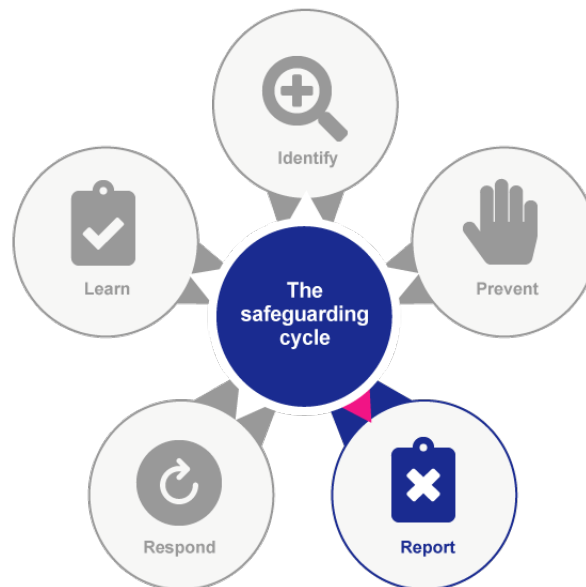 Identify
Prevent
Report
Respond
Learn
The
safeguarding
cycle